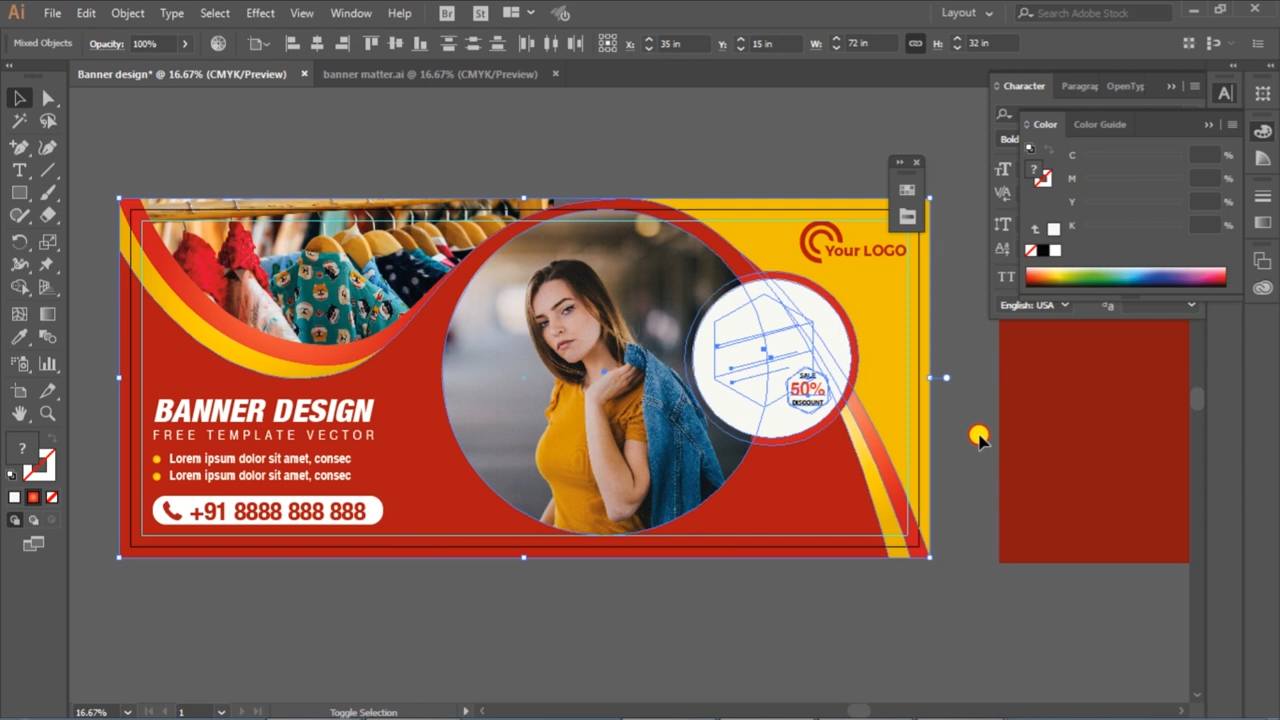 Ai File Edit Object Type Select Effect View Window Help Br St Layout Search Adobe Stock
Mixed Objects Opacity: 100% X: 35 in Y: 15 in W: 72 in H: 32 in
Banner design* @ 16.67% (CMYK/Preview) × banner matter.ai @ 16.67% (CMYK/Preview) ×
Character Paragraph OpenType
Color Color Guide
Bold
C %
M %
Y %
K %
English: USA
Your LOGO
SALE
50%
DISCOUNT
BANNER DESIGN
FREE TEMPLATE VECTOR
Lorem ipsum dolor sit amet, consec
Lorem ipsum dolor sit amet, consec
+91 8888 888 888
16.67% 1 Toggle Selection